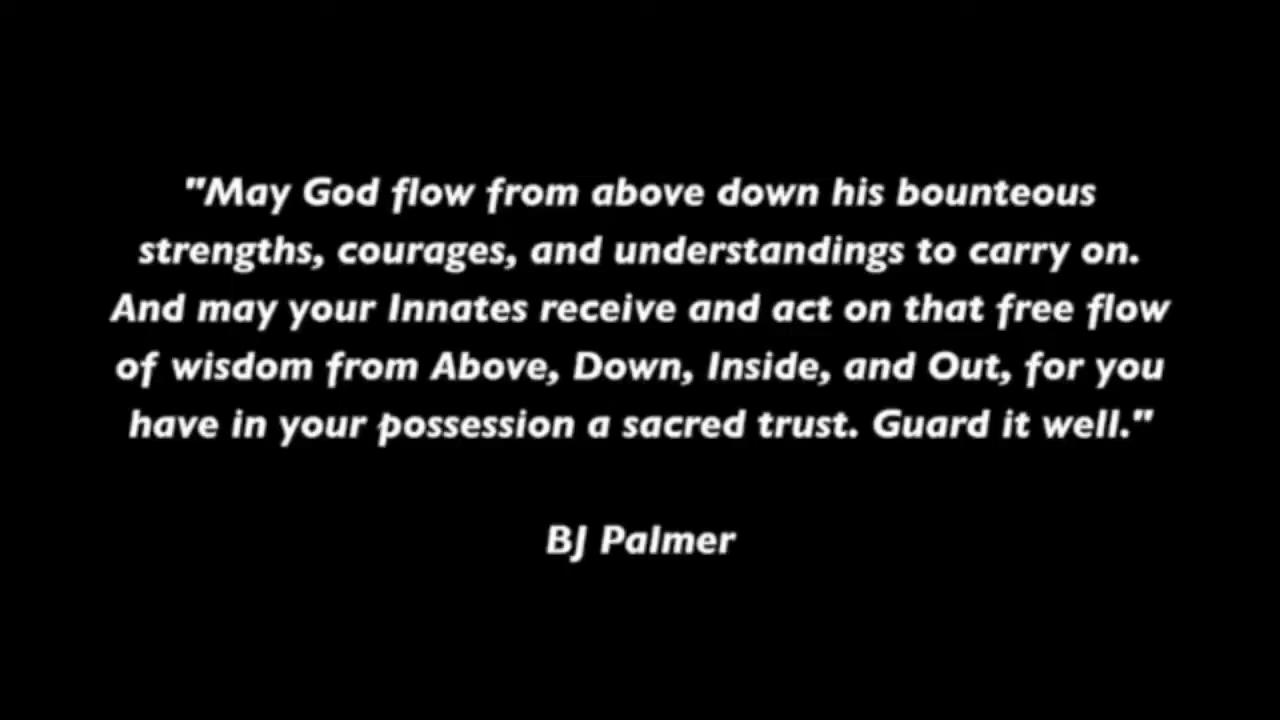 "May God flow from above down his bounteous
strengths, courages, and understandings to carry on.
And may your Innates receive and act on that free flow
of wisdom from Above, Down, Inside, and Out, for you
have in your possession a sacred trust. Guard it well."
BJ Palmer